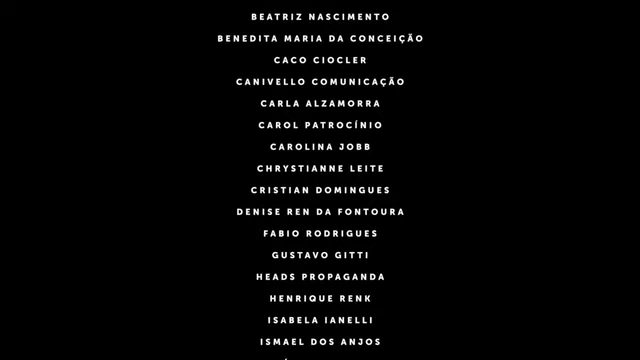 BEATRIZ NASCIMENTO
BENEDITA MARIA DA CONCEIÇÃO
CACO CIOCLER
CANIVELLO COMUNICAÇÃO
CARLA ALZAMORRA
CAROL PATROCÍNIO
CAROLINA JOBB
CHRYSTIANNE LEITE
CRISTIAN DOMINGUES
DENISE REN DA FONTOURA
FABIO RODRIGUES
GUSTAVO GITTI
HEADS PROPAGANDA
HENRIQUE RENK
ISABELA IANELLI
ISMAEL DOS ANJOS